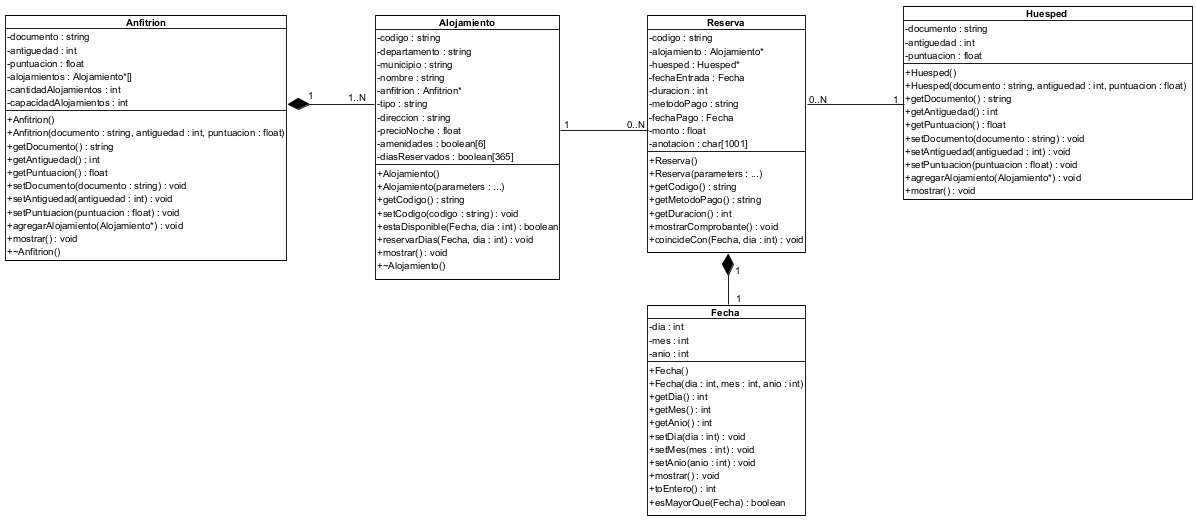 Anfitrion
-documento : string
-antiguedad : int
-puntuacion : float
-alojamientos : Alojamiento*[]
-cantidadAlojamientos : int
-capacidadAlojamientos : int
+Anfitrion()
+Anfitrion(documento : string, antiguedad : int, puntuacion : float)
+getDocumento() : string
+getAntiguedad() : int
+getPuntuacion() : float
+setDocumento(documento : string) : void
+setAntiguedad(antiguedad : int) : void
+setPuntuacion(puntuacion : float) : void
+agregarAlojamiento(Alojamiento*) : void
+mostrar() : void
+~Anfitrion()
1
1..N
Alojamiento
-codigo : string
-departamento : string
-municipio : string
-nombre : string
-anfitrion : Anfitrion*
-tipo : string
-direccion : string
-precioNoche : float
-amenidades : boolean[6]
-diasReservados : boolean[365]
+Alojamiento()
+Alojamiento(parameters : ...)
+getCodigo() : string
+setCodigo(codigo : string) : void
+estaDisponible(Fecha, dia : int) : boolean
+reservarDias(Fecha, dia : int) : void
+mostrar() : void
+~Alojamiento()
1
0..N
Reserva
-codigo : string
-alojamiento : Alojamiento*
-huesped : Huesped*
-fechaEntrada : Fecha
-duracion : int
-metodoPago : string
-fechaPago : Fecha
-monto : float
-anotacion : char[1001]
+Reserva()
+Reserva(parameters : ...)
+getCodigo() : string
+getMetodoPago() : string
+getDuracion() : int
+mostrarComprobante() : void
+coincideCon(Fecha, dia : int) : void
0..N
1
Huesped
-documento : string
-antiguedad : int
-puntuacion : float
+Huesped()
+Huesped(documento : string, antiguedad : int, puntuacion : float)
+getDocumento() : string
+getAntiguedad() : int
+getPuntuacion() : float
+setDocumento(documento : string) : void
+setAntiguedad(antiguedad : int) : void
+setPuntuacion(puntuacion : float) : void
+agregarAlojamiento(Alojamiento*) : void
+mostrar() : void
1
1
Fecha
-dia : int
-mes : int
-anio : int
+Fecha()
+Fecha(dia : int, mes : int, anio : int)
+getDia() : int
+getMes() : int
+getAnio() : int
+setDia(dia : int) : void
+setMes(mes : int) : void
+setAnio(anio : int) : void
+mostrar() : void
+toEntero() : int
+esMayorQue(Fecha) : boolean